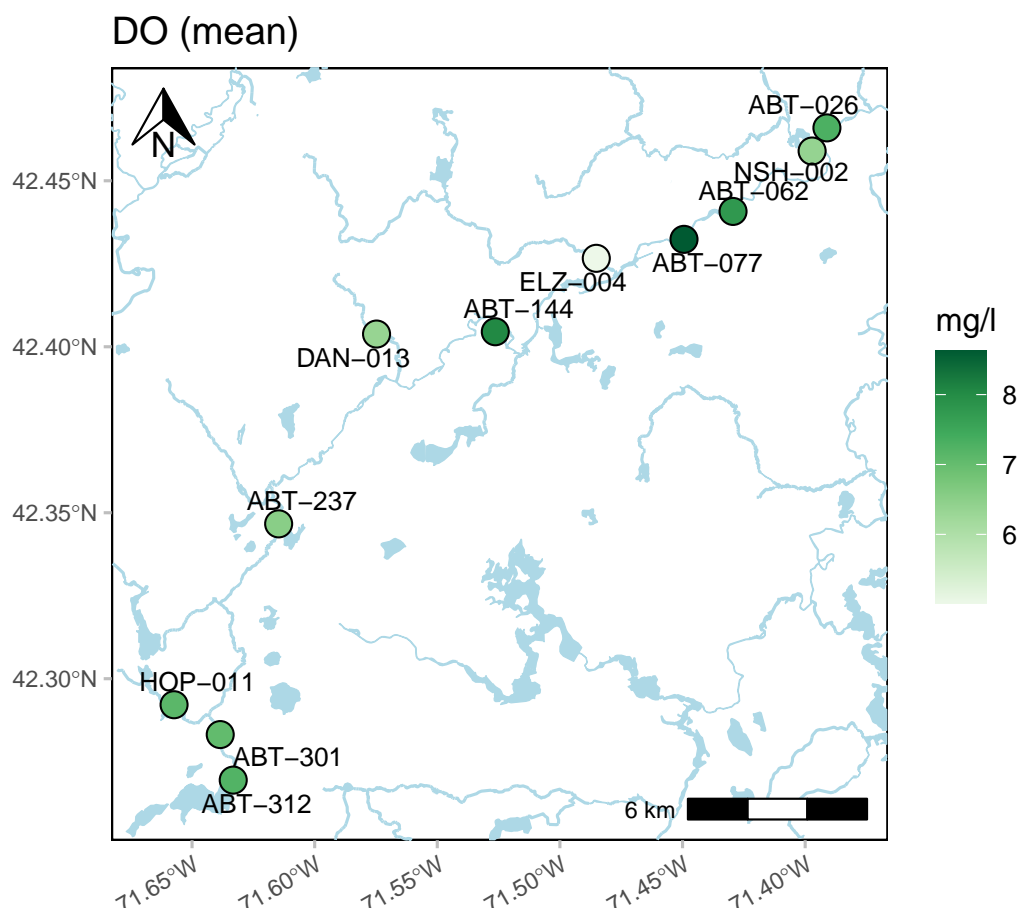 DO (mean)
N
42.45°N
42.40°N
42.35°N
42.30°N
ABT−026
NSH−002
ABT−062
ABT−077
ELZ−004
ABT−144
DAN−013
ABT−237
HOP−011
ABT−301
ABT−312
6 km
71.65°W
71.60°W
71.55°W
71.50°W
71.45°W
71.40°W
mg/l
8
7
6